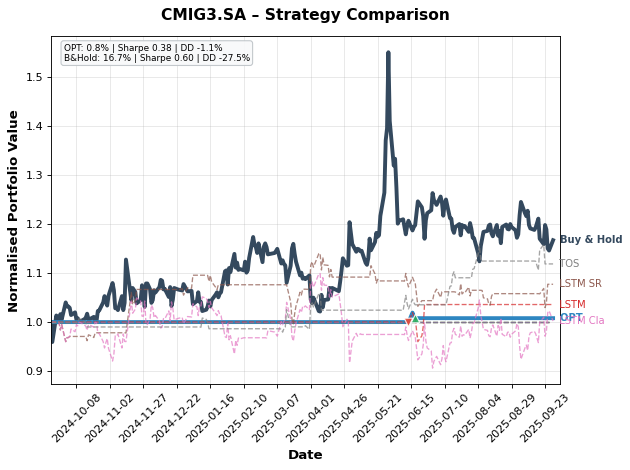 CMIG3.SA – Strategy Comparison
OPT: 0.8% | Sharpe 0.38 | DD -1.1%
B&Hold: 16.7% | Sharpe 0.60 | DD -27.5%
Normalised Portfolio Value
1.5
1.4
1.3
1.2
1.1
1.0
0.9
Buy & Hold
TOS
LSTM SR
LSTM
OPT
LSTM Cla
2024-10-08
2024-11-02
2024-11-27
2024-12-22
2025-01-16
2025-02-10
2025-03-07
2025-04-01
2025-04-26
2025-05-21
2025-06-15
2025-07-10
2025-08-04
2025-08-29
2025-09-23
Date